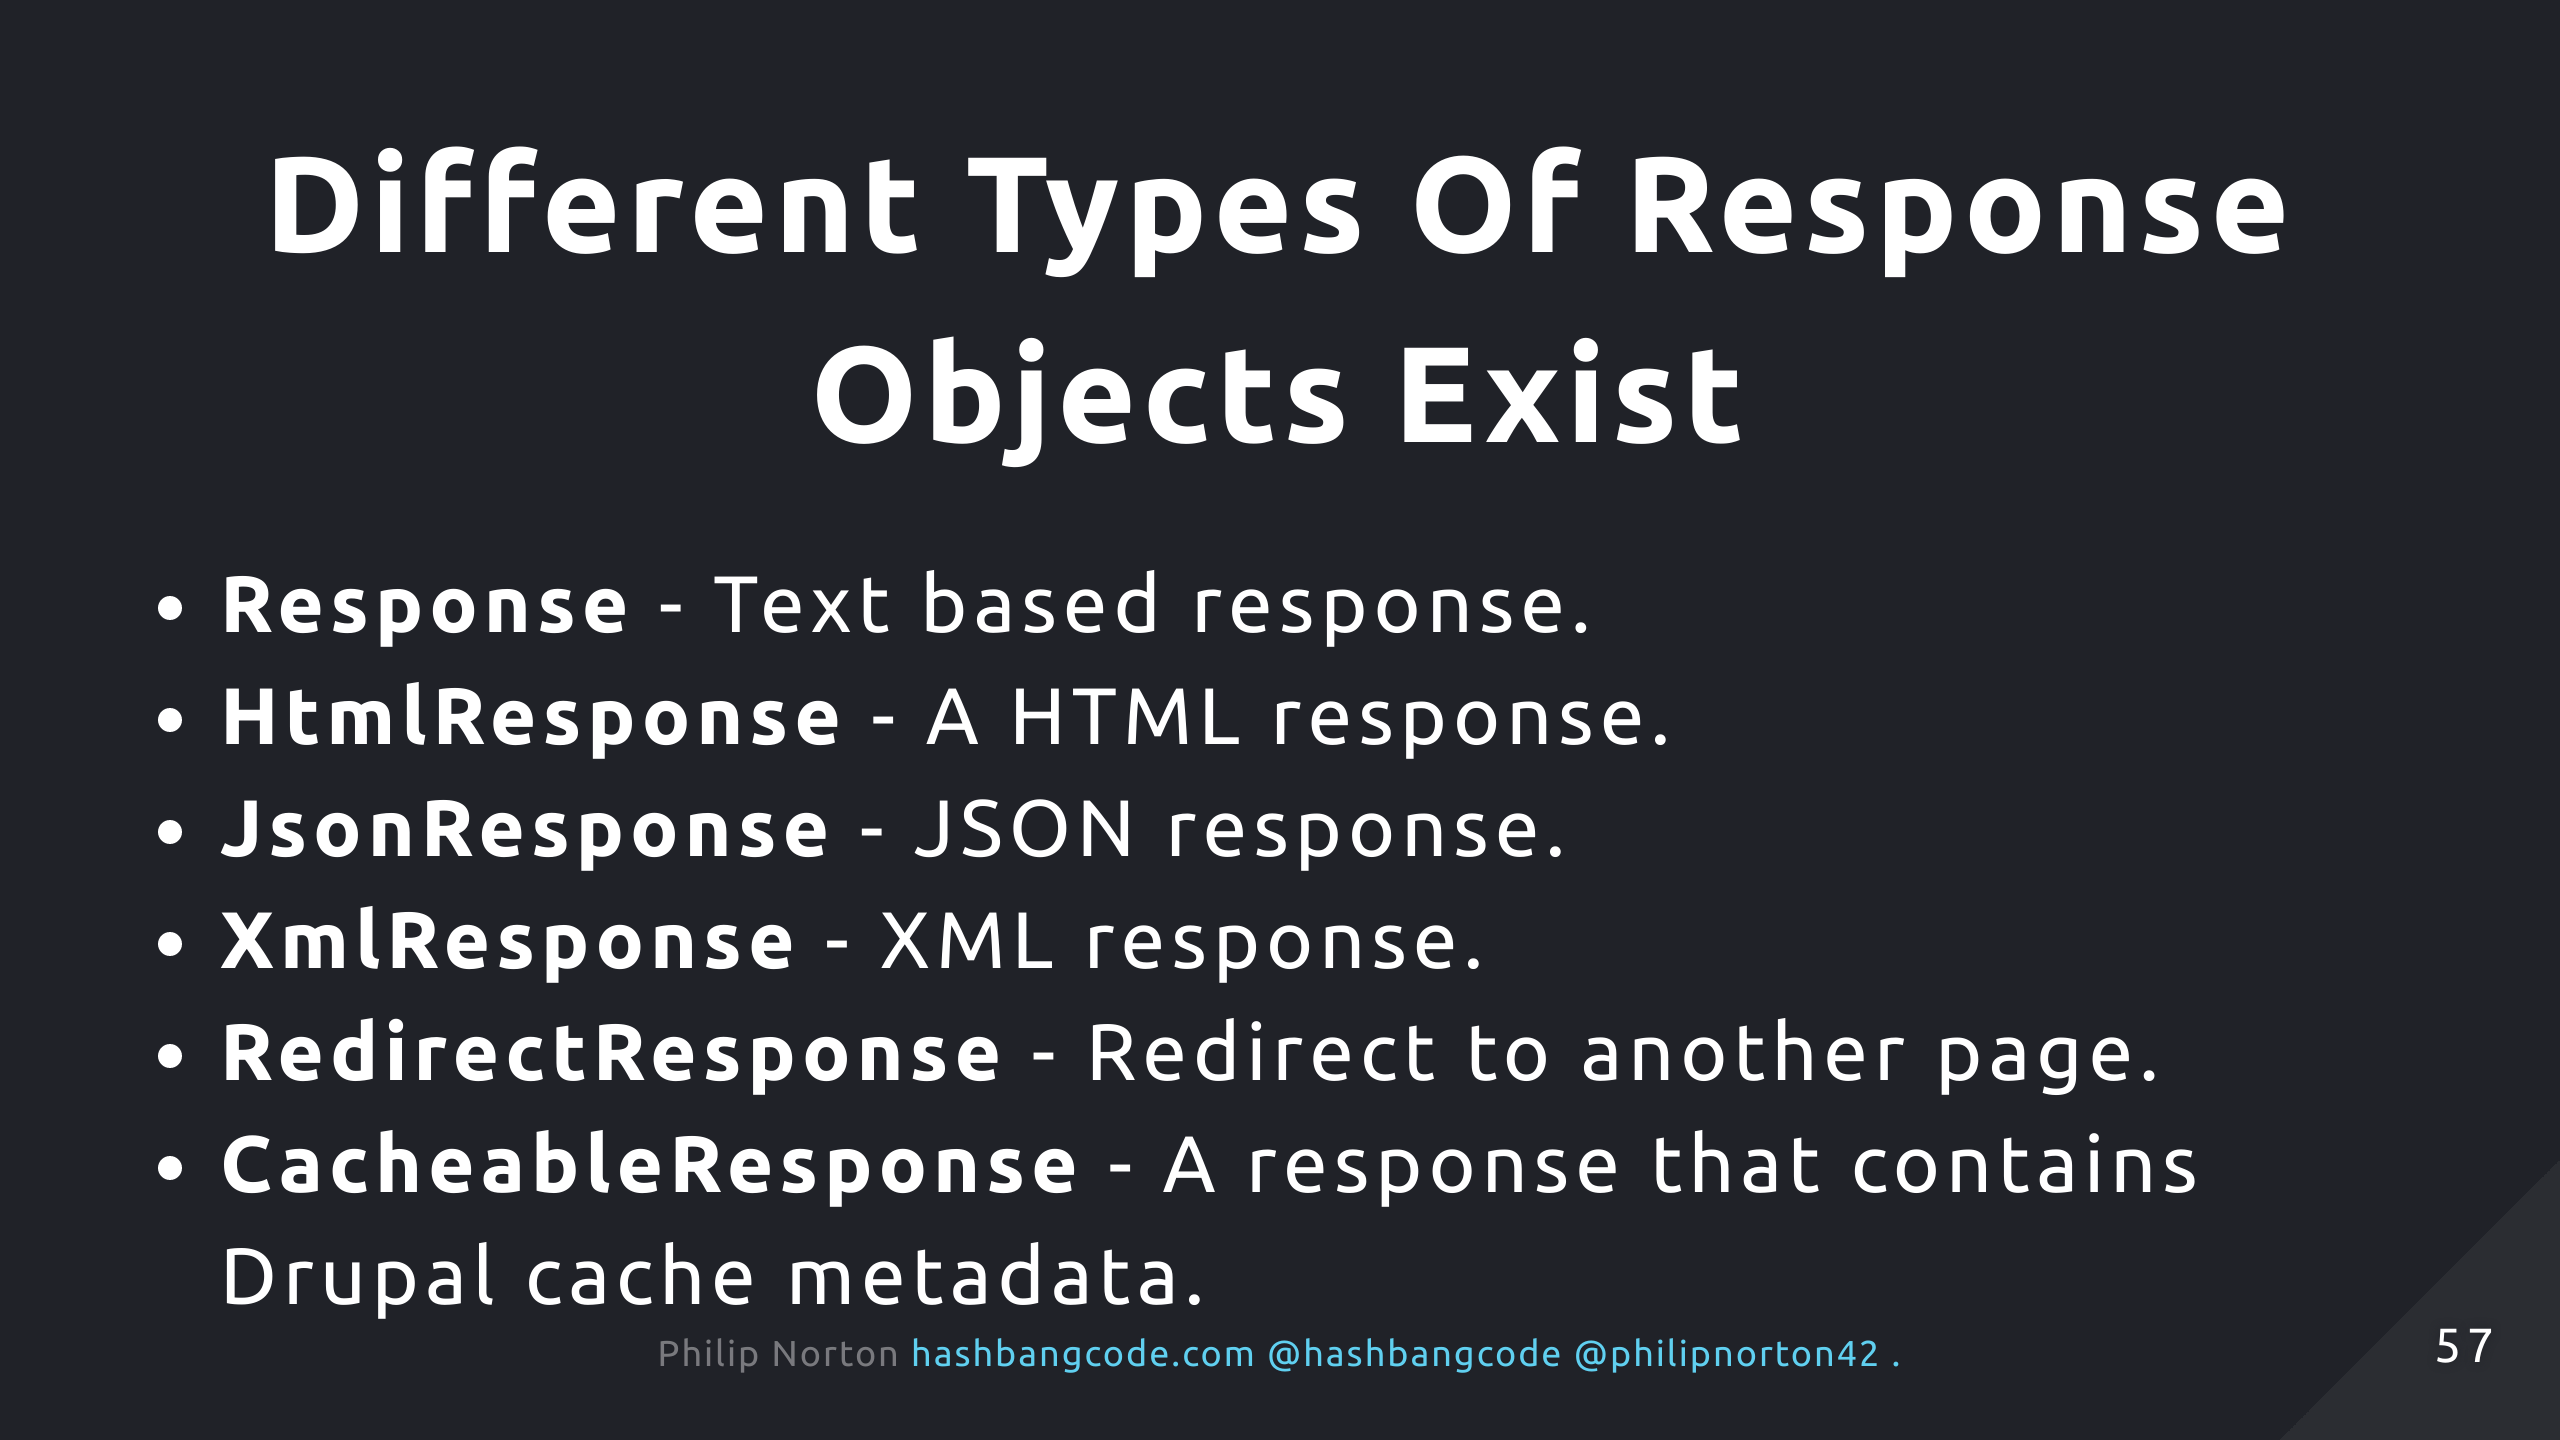 Different Types Of Response
Objects Exist
• Response - Text based response.
• HtmlResponse - A HTML response.
• JsonResponse - JSON response.
• XmlResponse - XML response.
• RedirectResponse - Redirect to another page.
• CacheableResponse - A response that contains
Drupal cache metadata.
Philip Norton hashbangcode.com @hashbangcode @philipnorton42 .
57